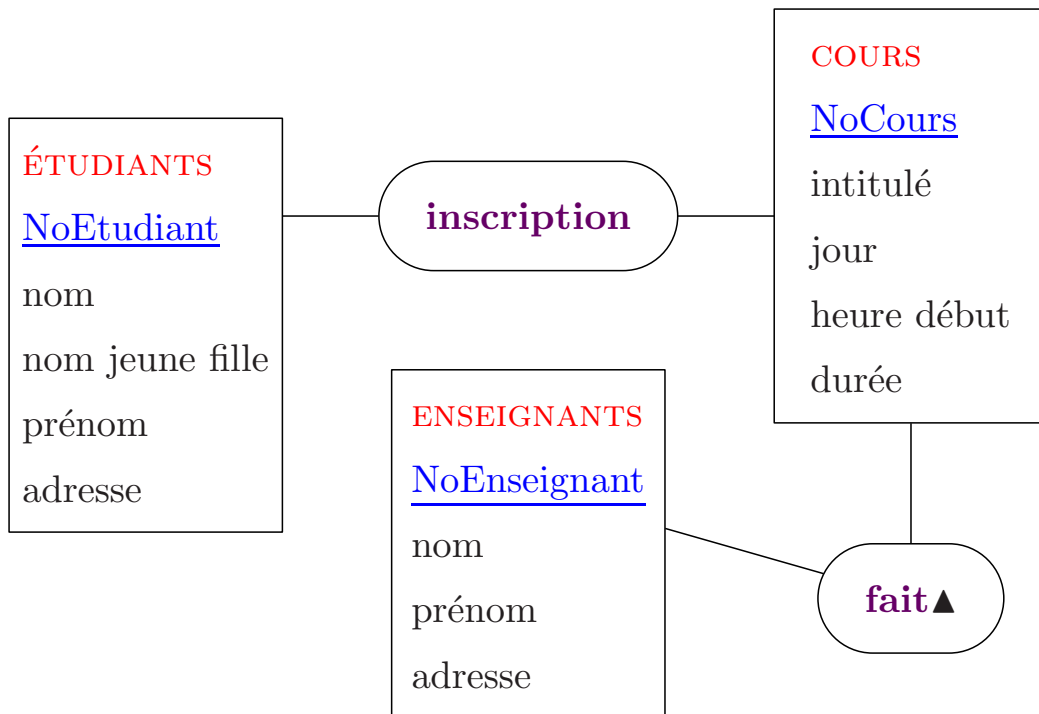 ÉTUDIANTS
NoEtudiant
nom
nom jeune fille
prénom
adresse
inscription
COURS
NoCours
intitulé
jour
heure début
durée
ENSEIGNANTS
NoEnseignant
nom
prénom
adresse
fait▲